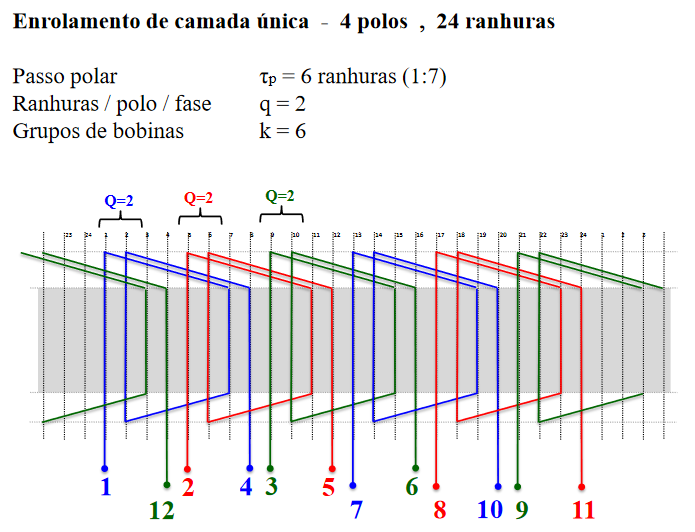 Enrolamento de camada única - 4 polos , 24 ranhuras
Passo polar τp = 6 ranhuras (1:7)
Ranhuras / polo / fase q = 2
Grupos de bobinas k = 6
Q=2 Q=2 Q=2
23 24 1 2 3 4 5 6 7 8 9 10 11 12 13 14 15 16 17 18 19 20 21 22 23 24 1 2 3
1 2 4 3 5 6 8 10 9 11
12 7